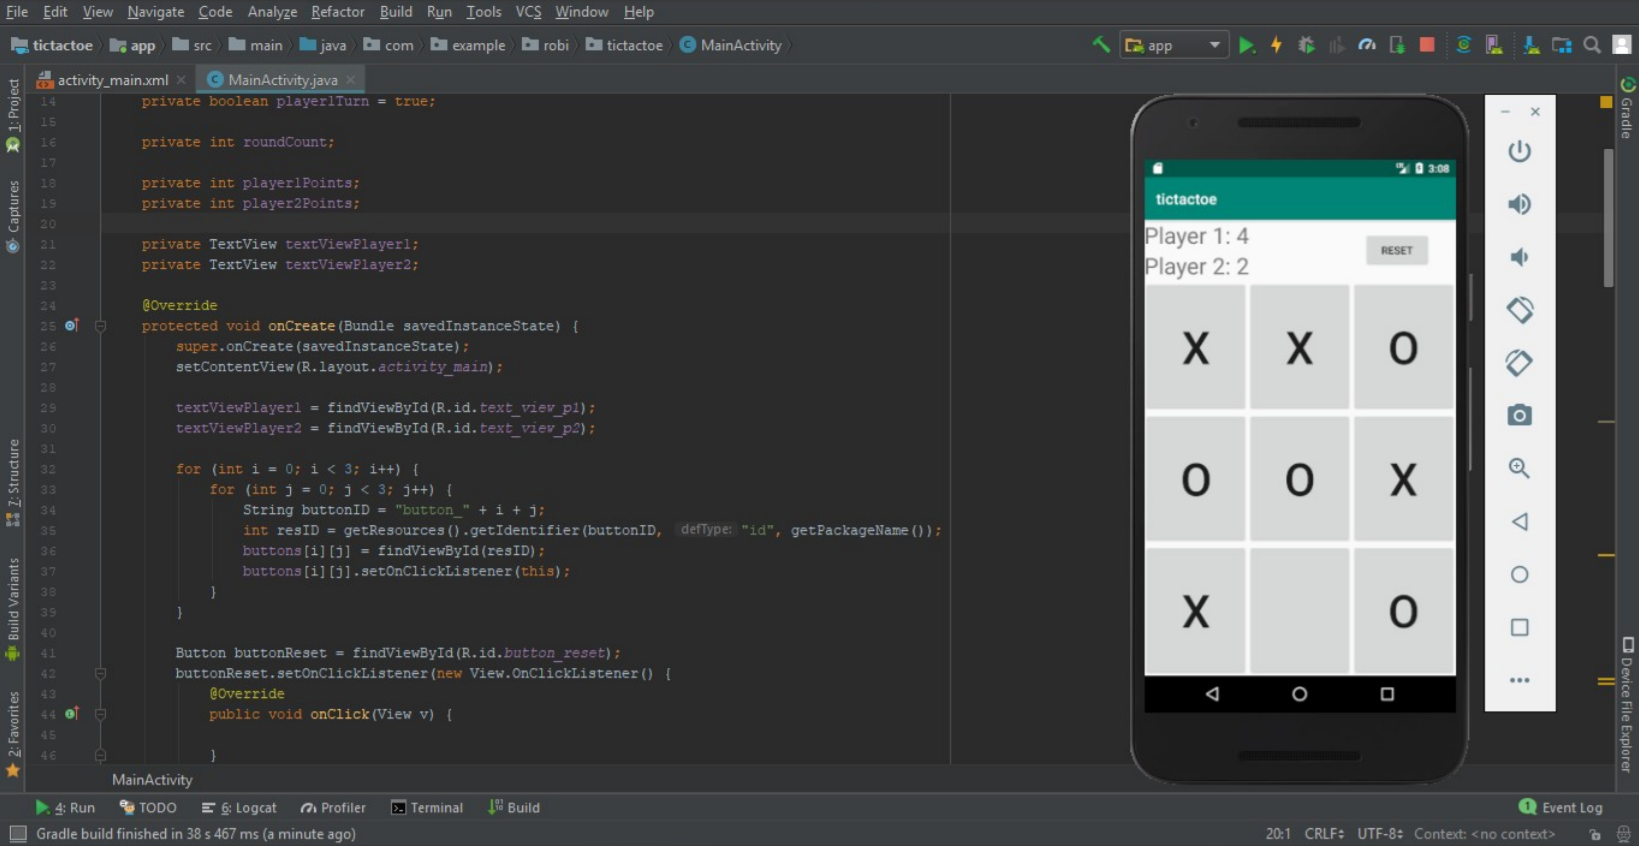 File Edit View Navigate Code Analyze Refactor Build Run Tools VCS Window Help
tictactoe app src main java com example robi tictactoe MainActivity app
activity_main.xml MainActivity.java
1: Project
Captures
7: Structure
Build Variants
2: Favorites
14 private boolean player1Turn = true;
15
16 private int roundCount;
17
18 private int player1Points;
19 private int player2Points;
20
21 private TextView textViewPlayer1;
22 private TextView textViewPlayer2;
23
24 @Override
25 protected void onCreate(Bundle savedInstanceState) {
26 super.onCreate(savedInstanceState);
27 setContentView(R.layout.activity_main);
28
29 textViewPlayer1 = findViewById(R.id.text_view_p1);
30 textViewPlayer2 = findViewById(R.id.text_view_p2);
31
32 for (int i = 0; i < 3; i++) {
33 for (int j = 0; j < 3; j++) {
34 String buttonID = "button_" + i + j;
35 int resID = getResources().getIdentifier(buttonID, defType: "id", getPackageName());
36 buttons[i][j] = findViewById(resID);
37 buttons[i][j].setOnClickListener(this);
38 }
39 }
40
41 Button buttonReset = findViewById(R.id.button_reset);
42 buttonReset.setOnClickListener(new View.OnClickListener() {
43 @Override
44 public void onClick(View v) {
45
46 }
MainActivity
3:08
tictactoe
Player 1: 4
RESET
Player 2: 2
X X O
O O X
X O
Gradle
Device File Explorer
4: Run TODO 6: Logcat Profiler Terminal Build 1 Event Log
Gradle build finished in 38 s 467 ms (a minute ago) 20:1 CRLF UTF-8 Context: <no context>